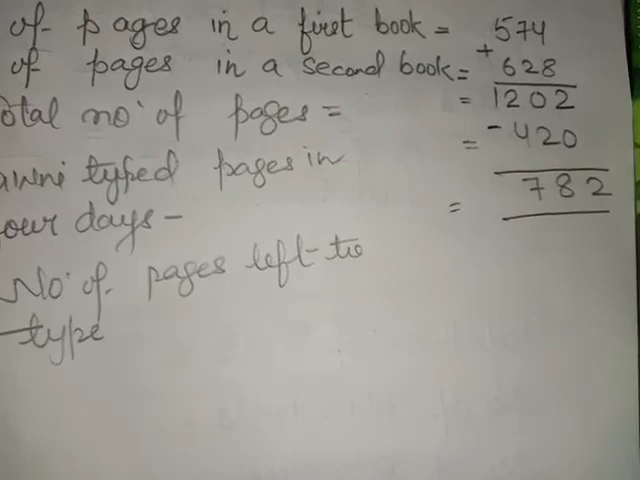 of pages in a first book = 574
of pages in a second book = + 628
Total no. of pages = = 1202
typed pages in = - 420
our days - = 782
No. of pages left to
type